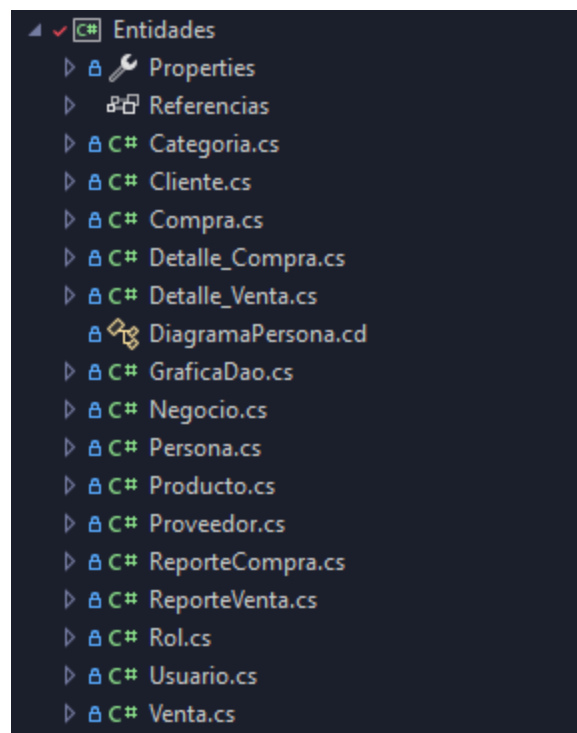 C# Entidades
Properties
Referencias
C# Categoria.cs
C# Cliente.cs
C# Compra.cs
C# Detalle_Compra.cs
C# Detalle_Venta.cs
DiagramaPersona.cd
C# GraficaDao.cs
C# Negocio.cs
C# Persona.cs
C# Producto.cs
C# Proveedor.cs
C# ReporteCompra.cs
C# ReporteVenta.cs
C# Rol.cs
C# Usuario.cs
C# Venta.cs